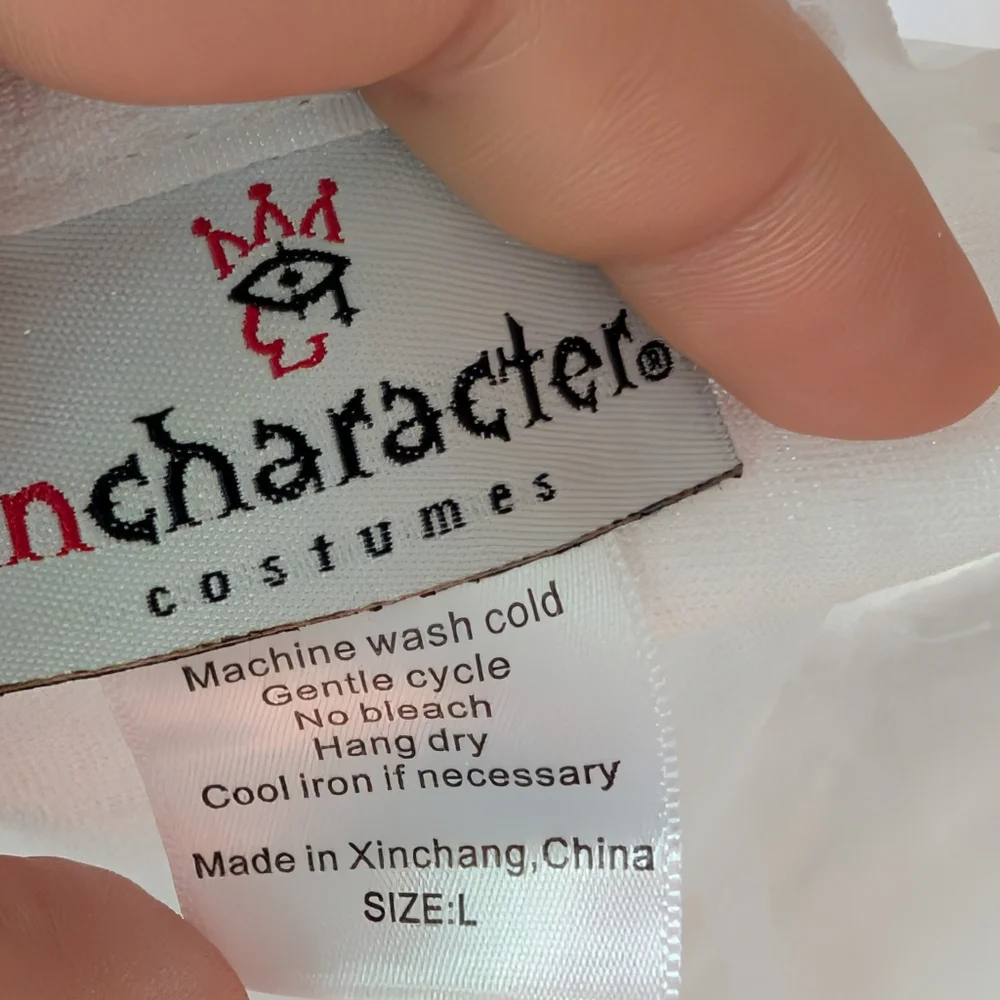 ncharacter®
costumes
Machine wash cold
Gentle cycle
No bleach
Hang dry
Cool iron if necessary
Made in Xinchang,China
SIZE:L